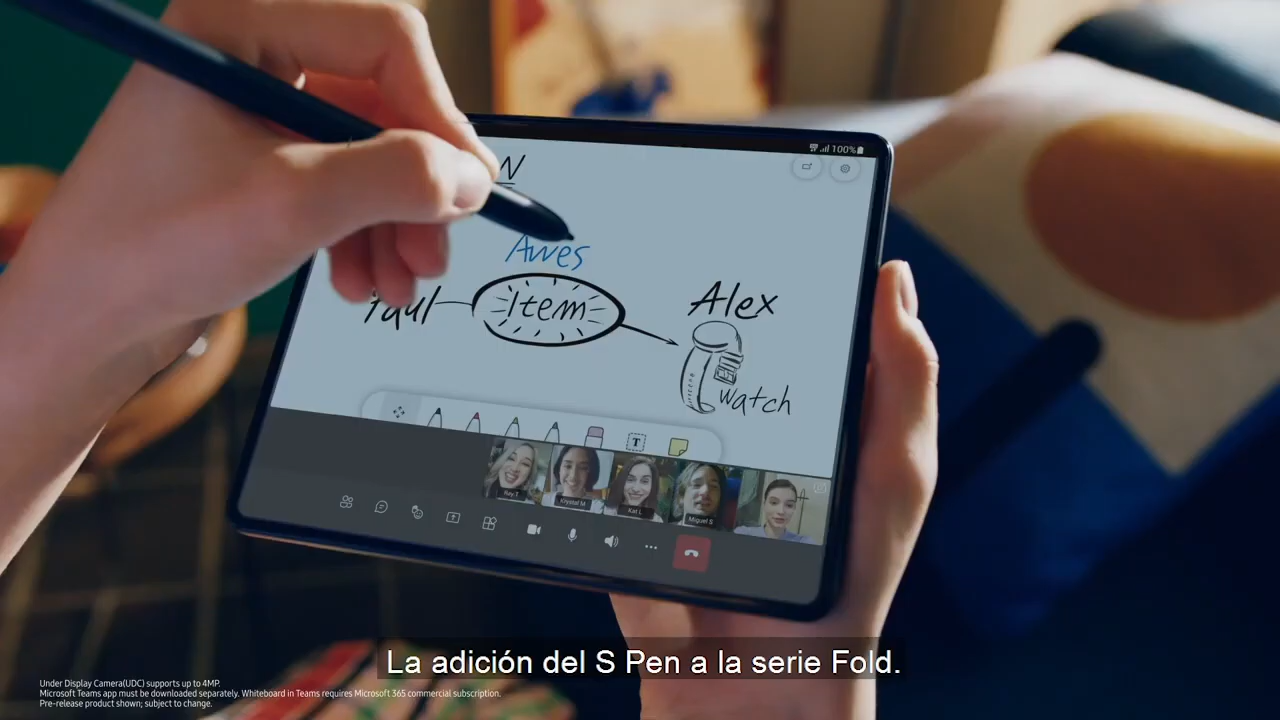 100%
N
Awes
Paul
Item
Alex
watch
T
Ray T
Krystal M
Kat L
Miguel B
La adición del S Pen a la serie Fold.
Under Display Camera(UDC) supports up to 4MP.
Microsoft Teams app must be downloaded separately. Whiteboard in Teams requires Microsoft 365 commercial subscription.
Pre-release product shown; subject to change.